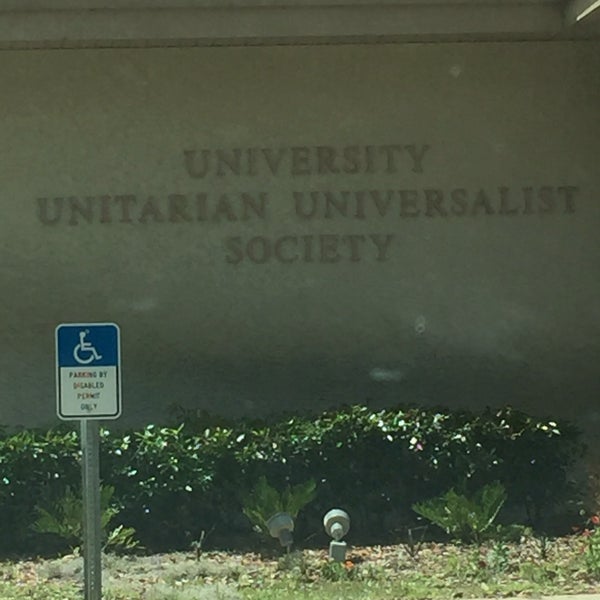 UNIVERSITY
UNITARIAN UNIVERSALIST
SOCIETY
PARKING BY
DISABLED
PERMIT
ONLY